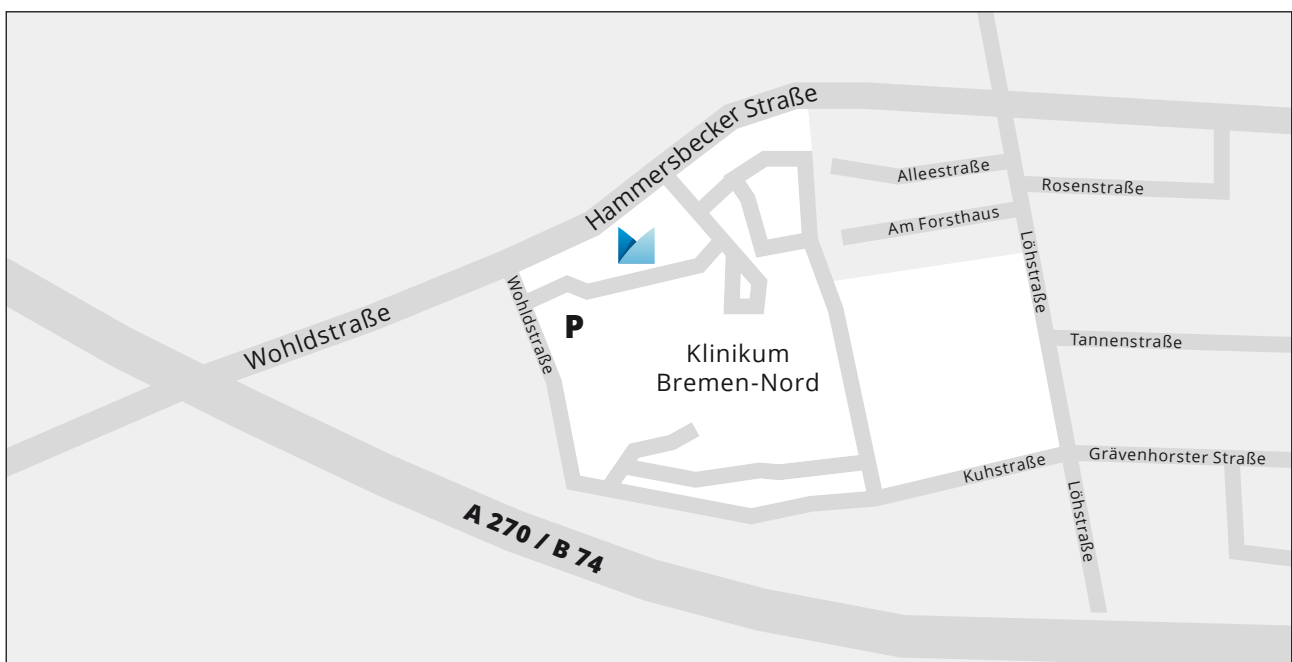 Hammersbecker Straße
Alleestraße
Rosenstraße
Am Forsthaus
Löhstraße
Wohldstraße
Wohldstraße
P
Klinikum
Bremen-Nord
Tannenstraße
Kuhstraße
Grävenhorster Straße
Löhstraße
A 270 / B 74